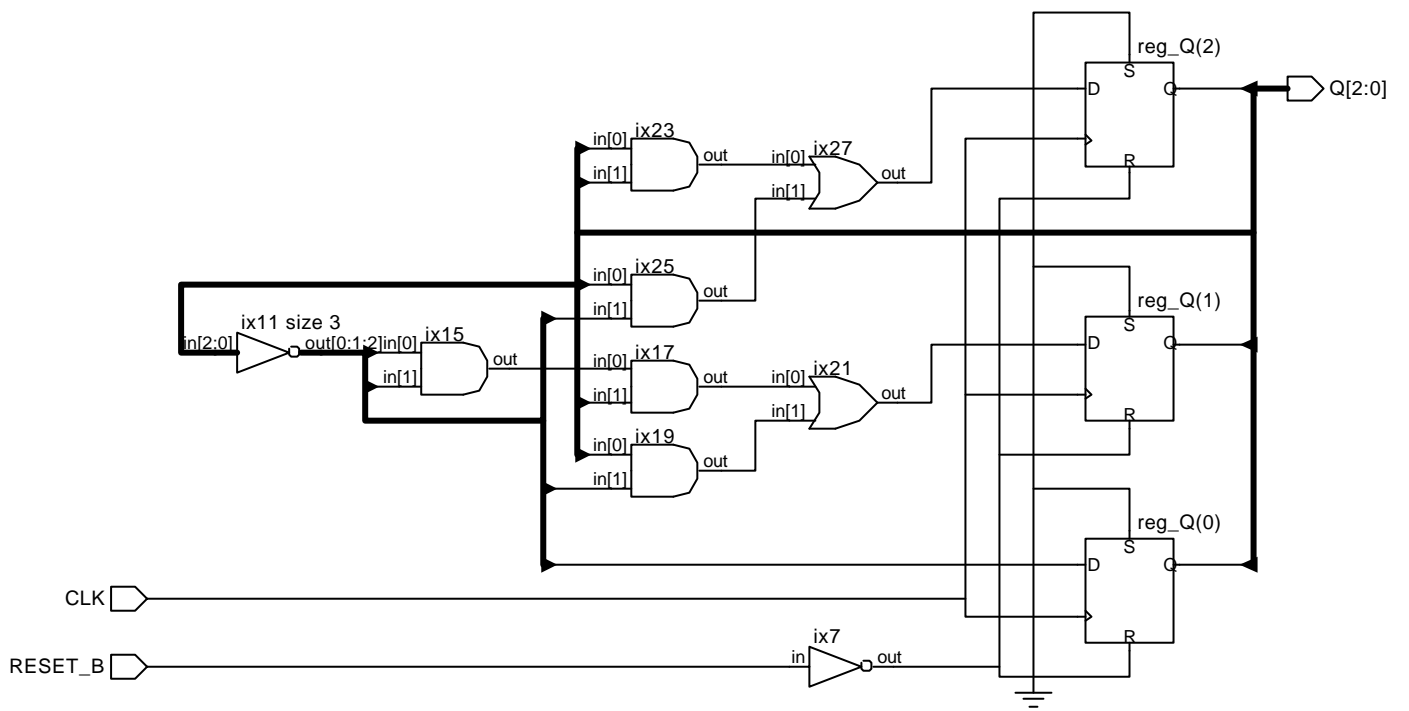 reg_Q(2)
S
D Q
R
Q[2:0]
ix23
in[0] out
in[1]
ix27
in[0] out
in[1]
ix25
in[0] out
in[1]
reg_Q(1)
S
D Q
R
ix11 size 3
in[2:0] out[0:1:2]
ix15
in[0] out
in[1]
ix17
in[0] out
in[1]
ix21
in[0] out
in[1]
ix19
in[0] out
in[1]
reg_Q(0)
S
D Q
R
CLK
RESET_B
ix7
in out